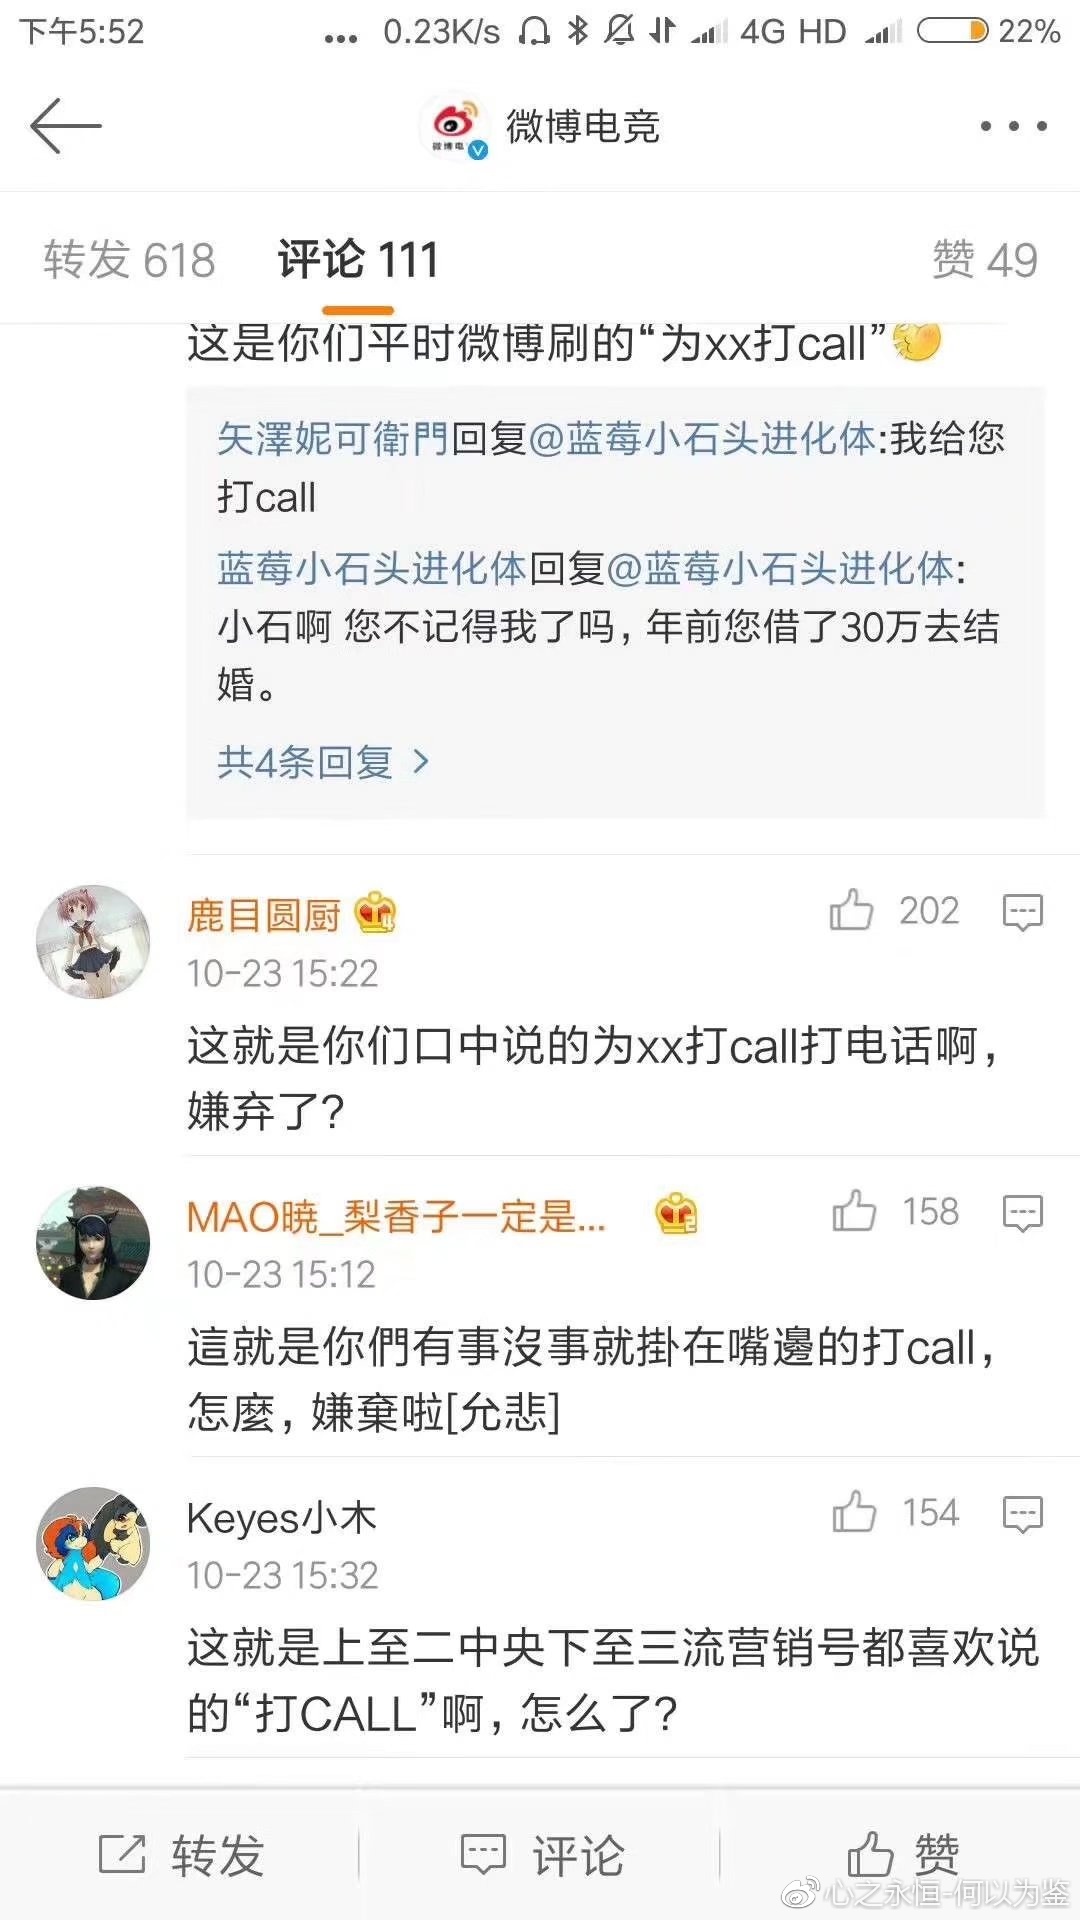 下午5:52 ... 0.23K/s 4G HD 22%
微博电竞
转发 618 评论 111 赞 49
这是你们平时微博刷的“为xx打call”
矢澤妮可衛門回复@蓝莓小石头进化体:我给您
打call
蓝莓小石头进化体回复@蓝莓小石头进化体:
小石啊 您不记得我了吗，年前您借了30万去结
婚。
共4条回复 >
鹿目圆厨 202
10-23 15:22
这就是你们口中说的为xx打call打电话啊，
嫌弃了？
MAO暁_梨香子一定是... 158
10-23 15:12
這就是你們有事沒事就掛在嘴邊的打call，
怎麼，嫌棄啦[允悲]
Keyes小木 154
10-23 15:32
这就是上至二中央下至三流营销号都喜欢说
的“打CALL”啊，怎么了？
转发 评论 赞
心之永恒-何以为鉴